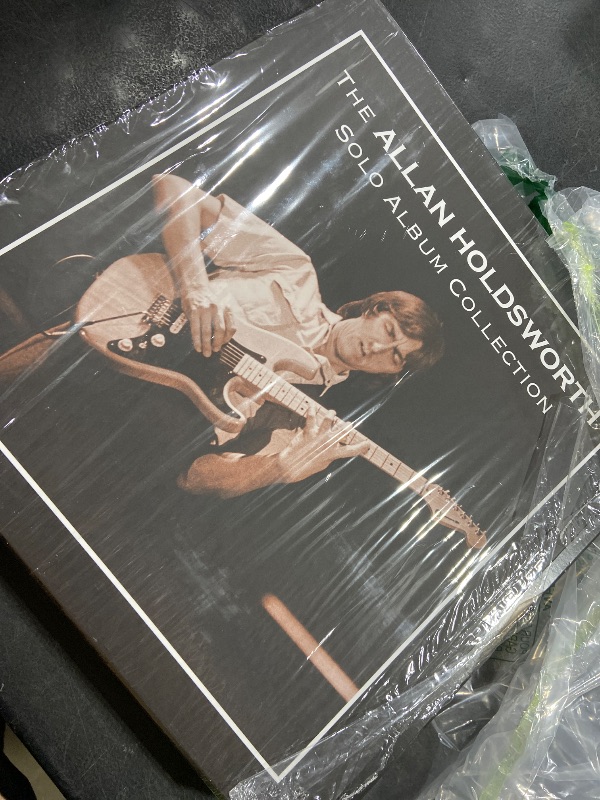 THE ALLAN HOLDSWORTH
SOLO ALBUM COLLECTION